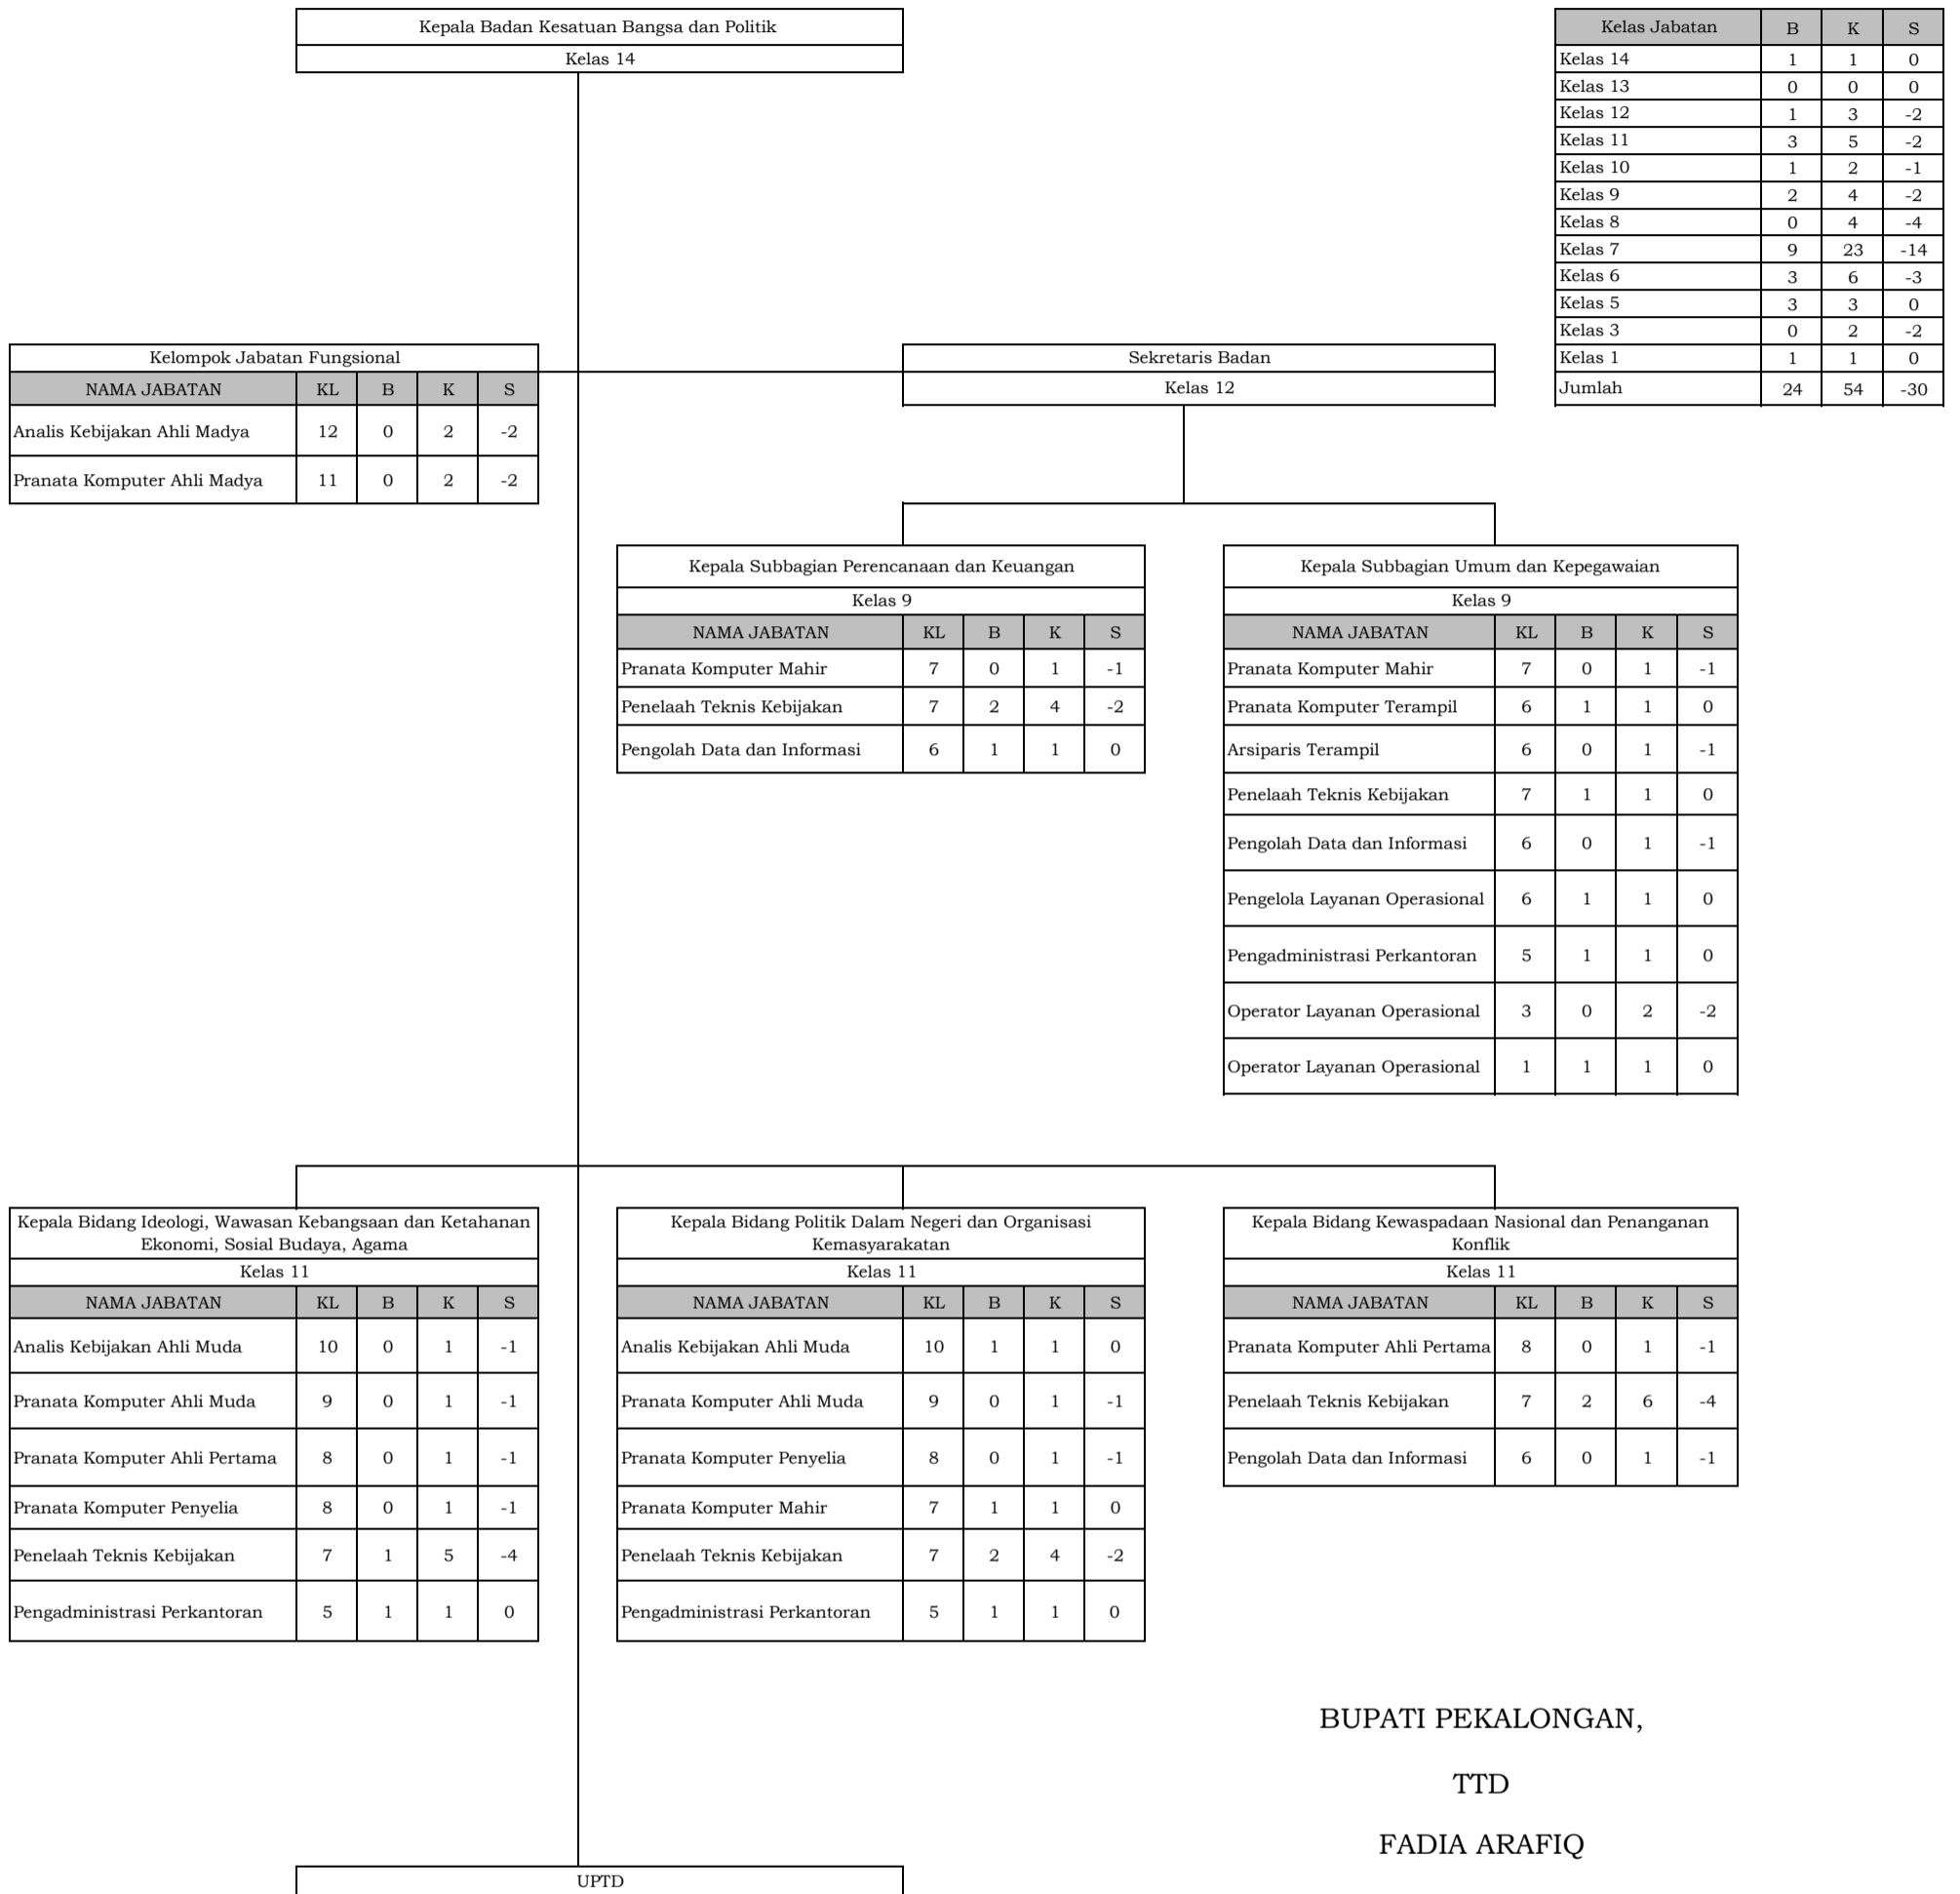 Kepala Badan Kesatuan Bangsa dan Politik
Kelas 14
Kelas Jabatan B K S
Kelas 14 1 1 0
Kelas 13 0 0 0
Kelas 12 1 3 -2
Kelas 11 3 5 -2
Kelas 10 1 2 -1
Kelas 9 2 4 -2
Kelas 8 0 4 -4
Kelas 7 9 23 -14
Kelas 6 3 6 -3
Kelas 5 3 3 0
Kelas 3 0 2 -2
Kelas 1 1 1 0
Jumlah 24 54 -30
Kelompok Jabatan Fungsional
NAMA JABATAN KL B K S
Analis Kebijakan Ahli Madya 12 0 2 -2
Pranata Komputer Ahli Madya 11 0 2 -2
Sekretaris Badan
Kelas 12
Kepala Subbagian Perencanaan dan Keuangan
Kelas 9
NAMA JABATAN KL B K S
Pranata Komputer Mahir 7 0 1 -1
Penelaah Teknis Kebijakan 7 2 4 -2
Pengolah Data dan Informasi 6 1 1 0
Kepala Subbagian Umum dan Kepegawaian
Kelas 9
NAMA JABATAN KL B K S
Pranata Komputer Mahir 7 0 1 -1
Pranata Komputer Terampil 6 1 1 0
Arsiparis Terampil 6 0 1 -1
Penelaah Teknis Kebijakan 7 1 1 0
Pengolah Data dan Informasi 6 0 1 -1
Pengelola Layanan Operasional 6 1 1 0
Pengadministrasi Perkantoran 5 1 1 0
Operator Layanan Operasional 3 0 2 -2
Operator Layanan Operasional 1 1 1 0
Kepala Bidang Ideologi, Wawasan Kebangsaan dan Ketahanan
Ekonomi, Sosial Budaya, Agama
Kelas 11
NAMA JABATAN KL B K S
Analis Kebijakan Ahli Muda 10 0 1 -1
Pranata Komputer Ahli Muda 9 0 1 -1
Pranata Komputer Ahli Pertama 8 0 1 -1
Pranata Komputer Penyelia 8 0 1 -1
Penelaah Teknis Kebijakan 7 1 5 -4
Pengadministrasi Perkantoran 5 1 1 0
Kepala Bidang Politik Dalam Negeri dan Organisasi
Kemasyarakatan
Kelas 11
NAMA JABATAN KL B K S
Analis Kebijakan Ahli Muda 10 1 1 0
Pranata Komputer Ahli Muda 9 0 1 -1
Pranata Komputer Penyelia 8 0 1 -1
Pranata Komputer Mahir 7 1 1 0
Penelaah Teknis Kebijakan 7 2 4 -2
Pengadministrasi Perkantoran 5 1 1 0
Kepala Bidang Kewaspadaan Nasional dan Penanganan
Konflik
Kelas 11
NAMA JABATAN KL B K S
Pranata Komputer Ahli Pertama 8 0 1 -1
Penelaah Teknis Kebijakan 7 2 6 -4
Pengolah Data dan Informasi 6 0 1 -1
BUPATI PEKALONGAN,
TTD
FADIA ARAFIQ
UPTD